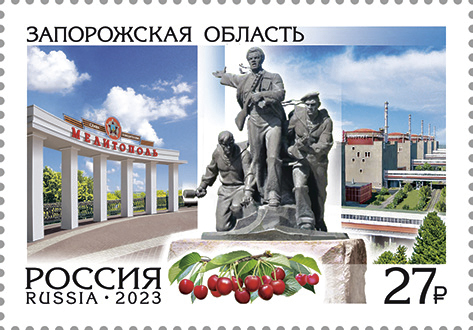 ЗАПОРОЖСКАЯ ОБЛАСТЬ
МЕЛИТОПОЛЬ
РОССИЯ
RUSSIA · 2023
27₽